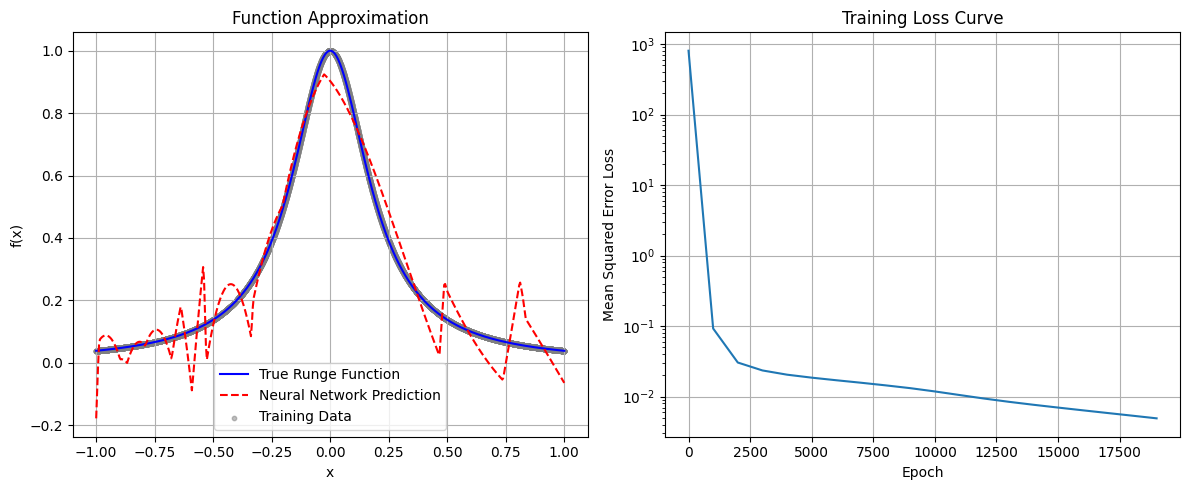 Function Approximation
f(x)
1.0
0.8
0.6
0.4
0.2
0.0
−0.2
True Runge Function
Neural Network Prediction
Training Data
−1.00 −0.75 −0.50 −0.25 0.00 0.25 0.50 0.75 1.00
x
Training Loss Curve
Mean Squared Error Loss
10³
10²
10¹
10⁰
10⁻¹
10⁻²
0 2500 5000 7500 10000 12500 15000 17500
Epoch